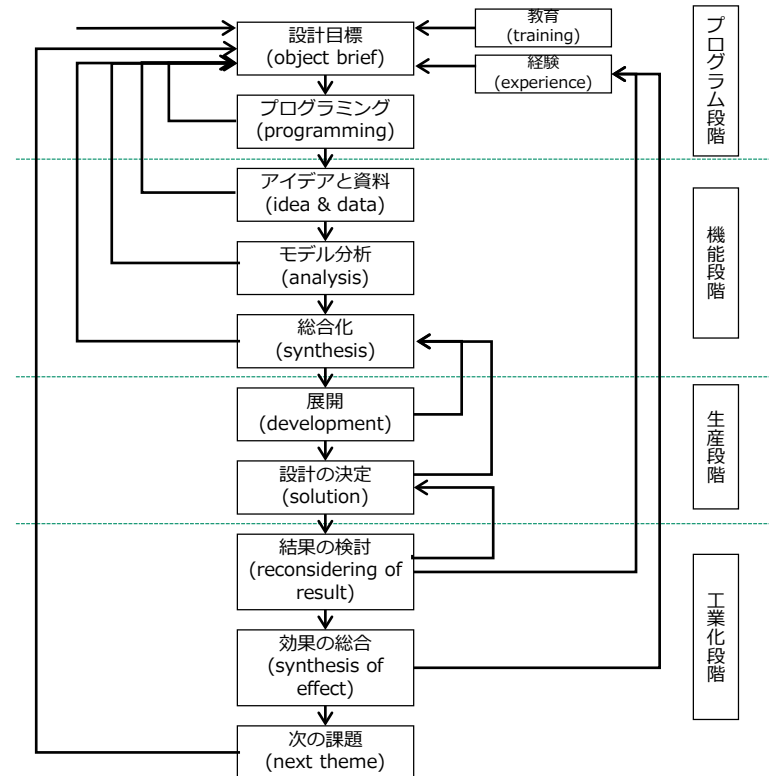 設計目標
(object brief)
教育
(training)
経験
(experience)
プログラミング
(programming)
プログラム段階
アイデアと資料
(idea & data)
モデル分析
(analysis)
総合化
(synthesis)
機能段階
展開
(development)
設計の決定
(solution)
生産段階
結果の検討
(reconsidering of
result)
効果の総合
(synthesis of
effect)
次の課題
(next theme)
工業化段階